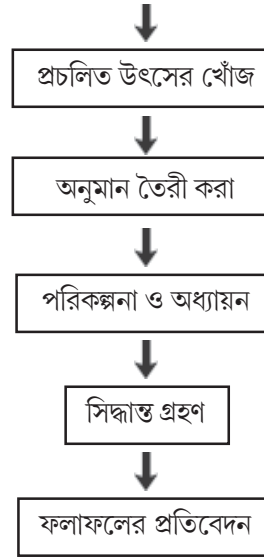 প্রচলিত উৎসের খোঁজ
অনুমান তৈরী করা
পরিকল্পনা ও অধ্যায়ন
সিদ্ধান্ত গ্রহণ
ফলাফলের প্রতিবেদন